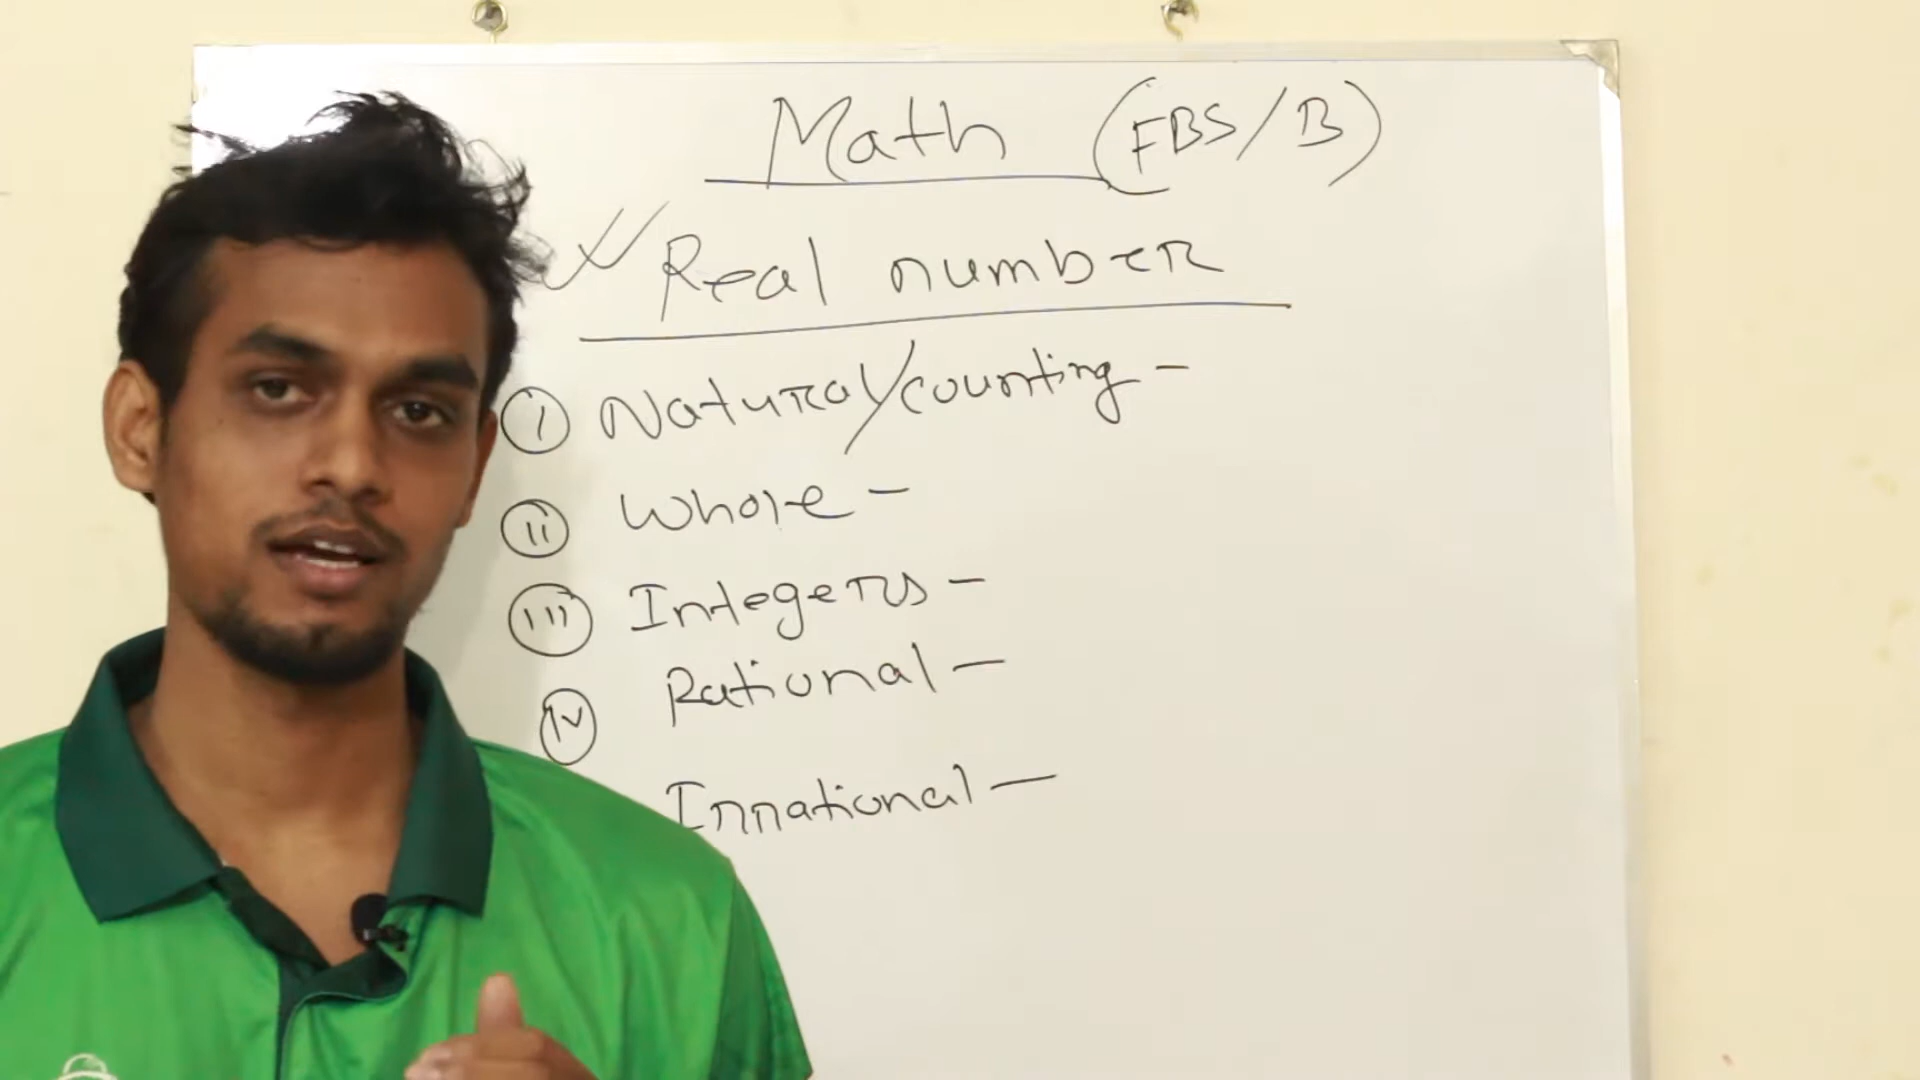 Math (FBS/B)
Real number
i Natural/counting -
ii Whole -
iii Integers -
iv Rational -
Irrational -